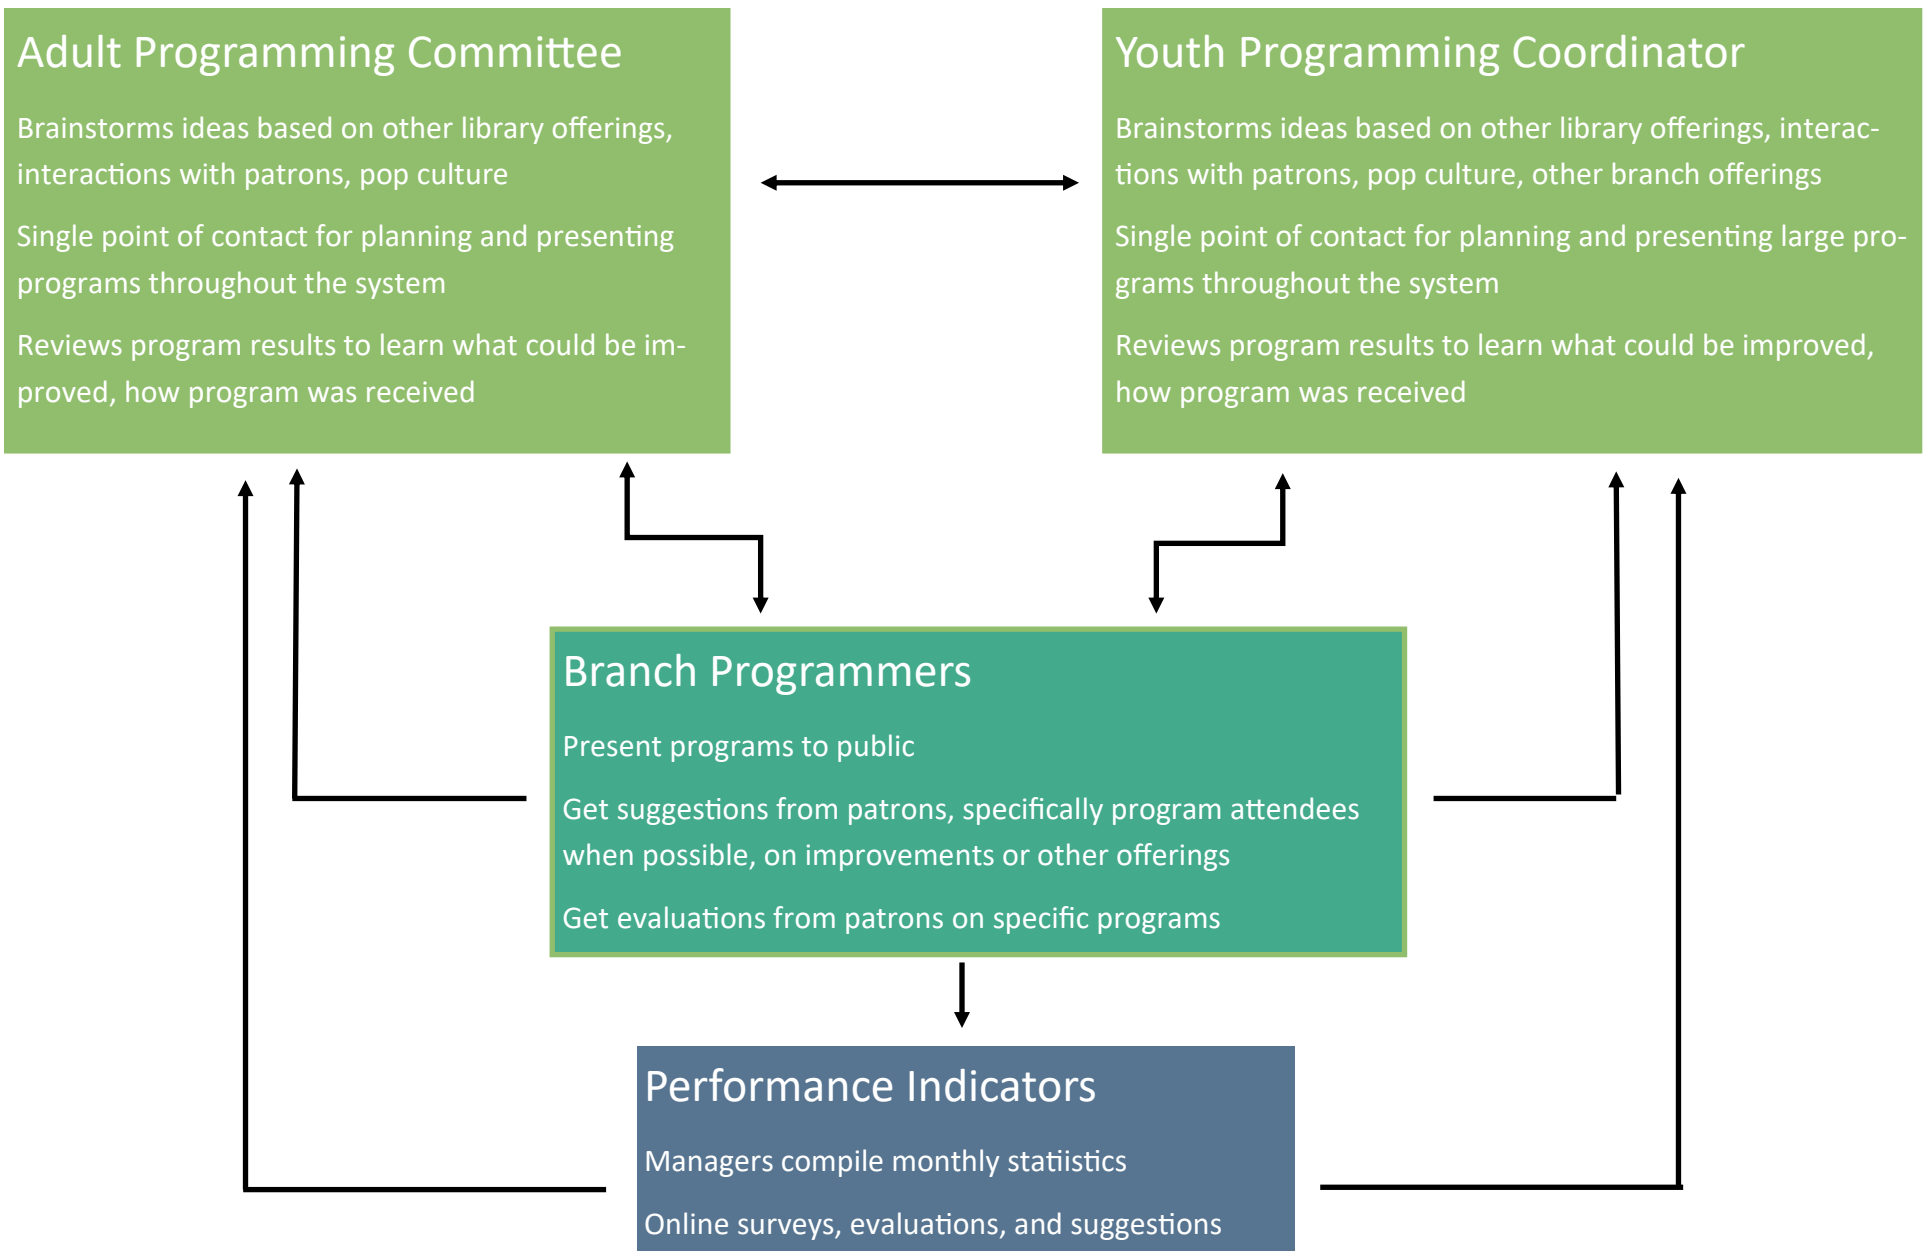 Adult Programming Committee
Brainstorms ideas based on other library offerings,
interactions with patrons, pop culture
Single point of contact for planning and presenting
programs throughout the system
Reviews program results to learn what could be im-
proved, how program was received
Youth Programming Coordinator
Brainstorms ideas based on other library offerings, interac-
tions with patrons, pop culture, other branch offerings
Single point of contact for planning and presenting large pro-
grams throughout the system
Reviews program results to learn what could be improved,
how program was received
Branch Programmers
Present programs to public
Get suggestions from patrons, specifically program attendees
when possible, on improvements or other offerings
Get evaluations from patrons on specific programs
Performance Indicators
Managers compile monthly statiistics
Online surveys, evaluations, and suggestions